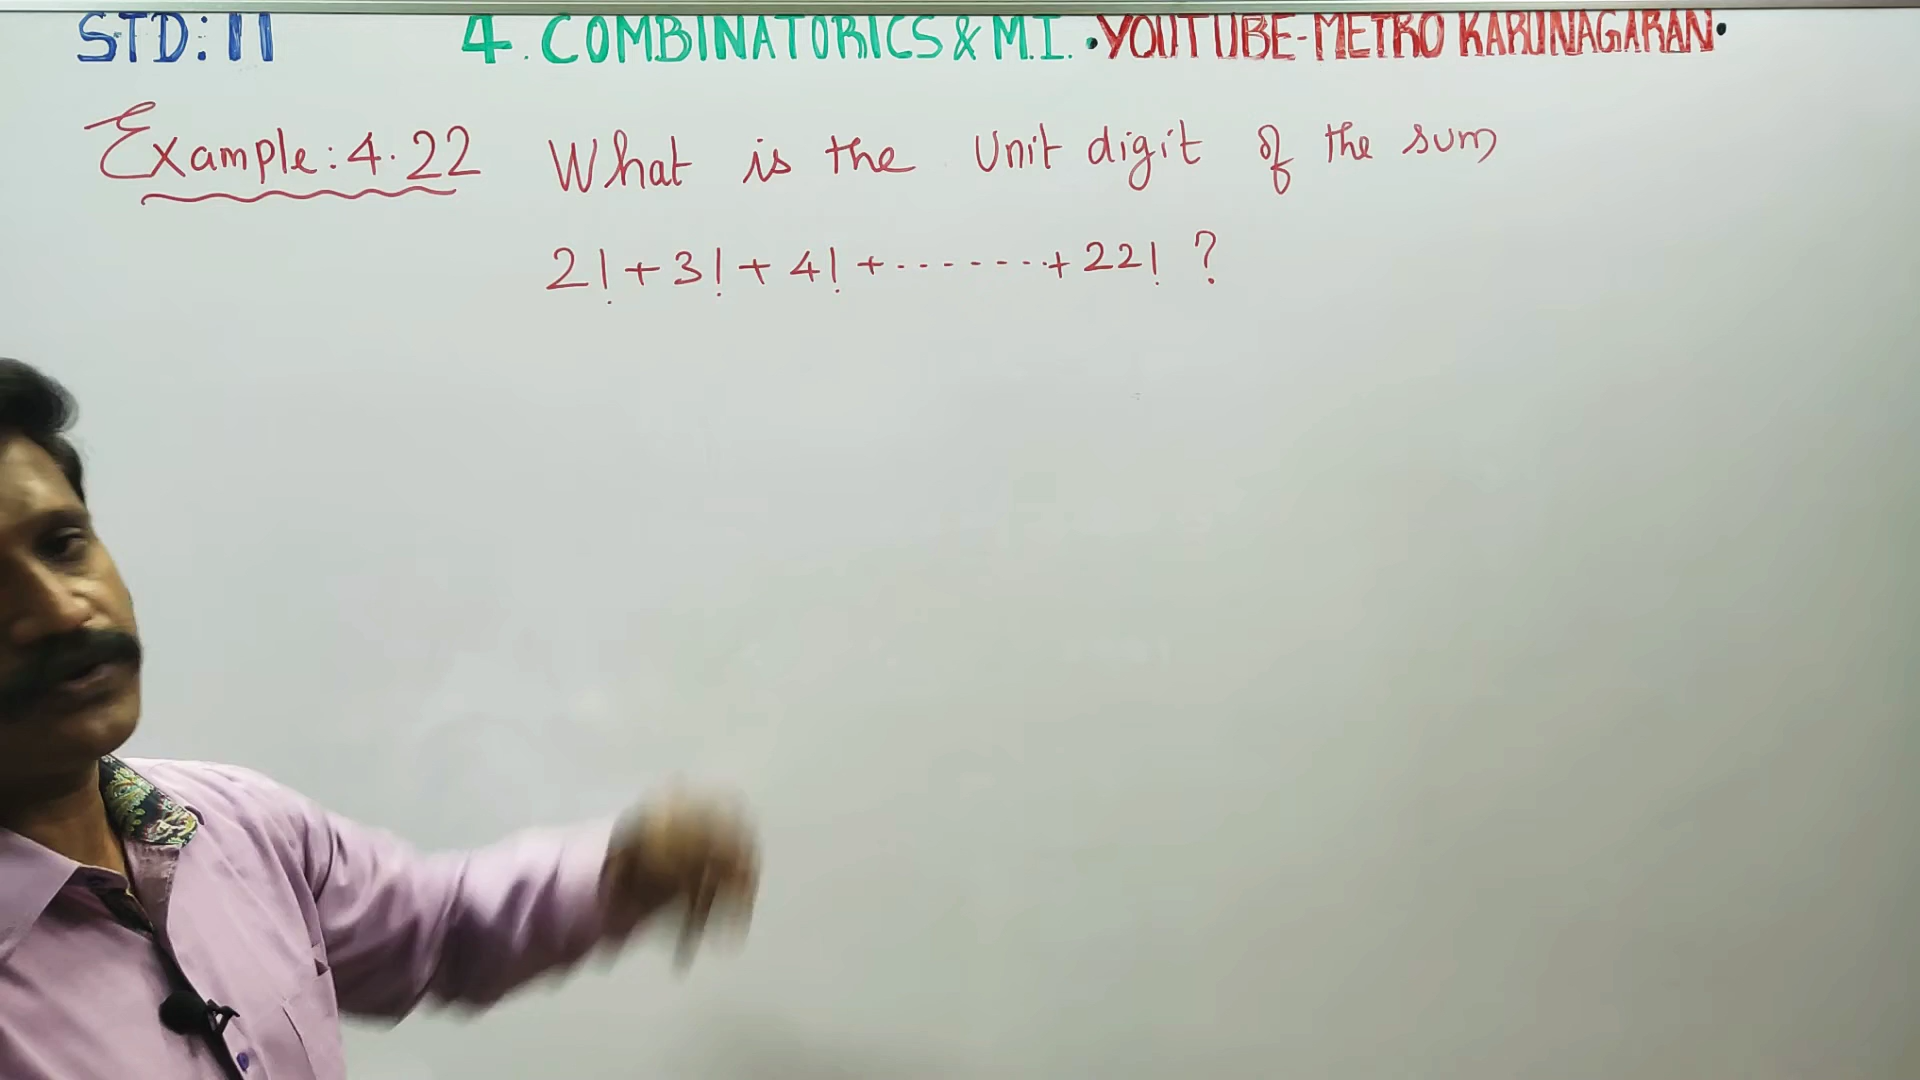 STD: 11 4. COMBINATORICS & M.I. • YOUTUBE-METRO KARUNAGARAN •
Example: 4.22 What is the Unit digit of the sum
2! + 3! + 4! + ........ + 22! ?